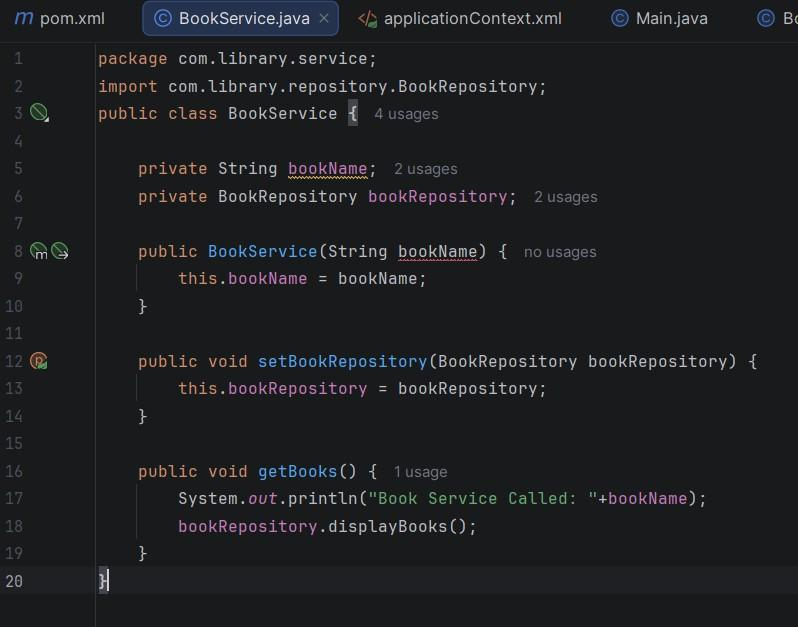 m pom.xml BookService.java × applicationContext.xml Main.java
1 package com.library.service;
2 import com.library.repository.BookRepository;
3 public class BookService { 4 usages
4
5 private String bookName; 2 usages
6 private BookRepository bookRepository; 2 usages
7
8 public BookService(String bookName) { no usages
9 this.bookName = bookName;
10 }
11
12 public void setBookRepository(BookRepository bookRepository) {
13 this.bookRepository = bookRepository;
14 }
15
16 public void getBooks() { 1 usage
17 System.out.println("Book Service Called: "+bookName);
18 bookRepository.displayBooks();
19 }
20 }